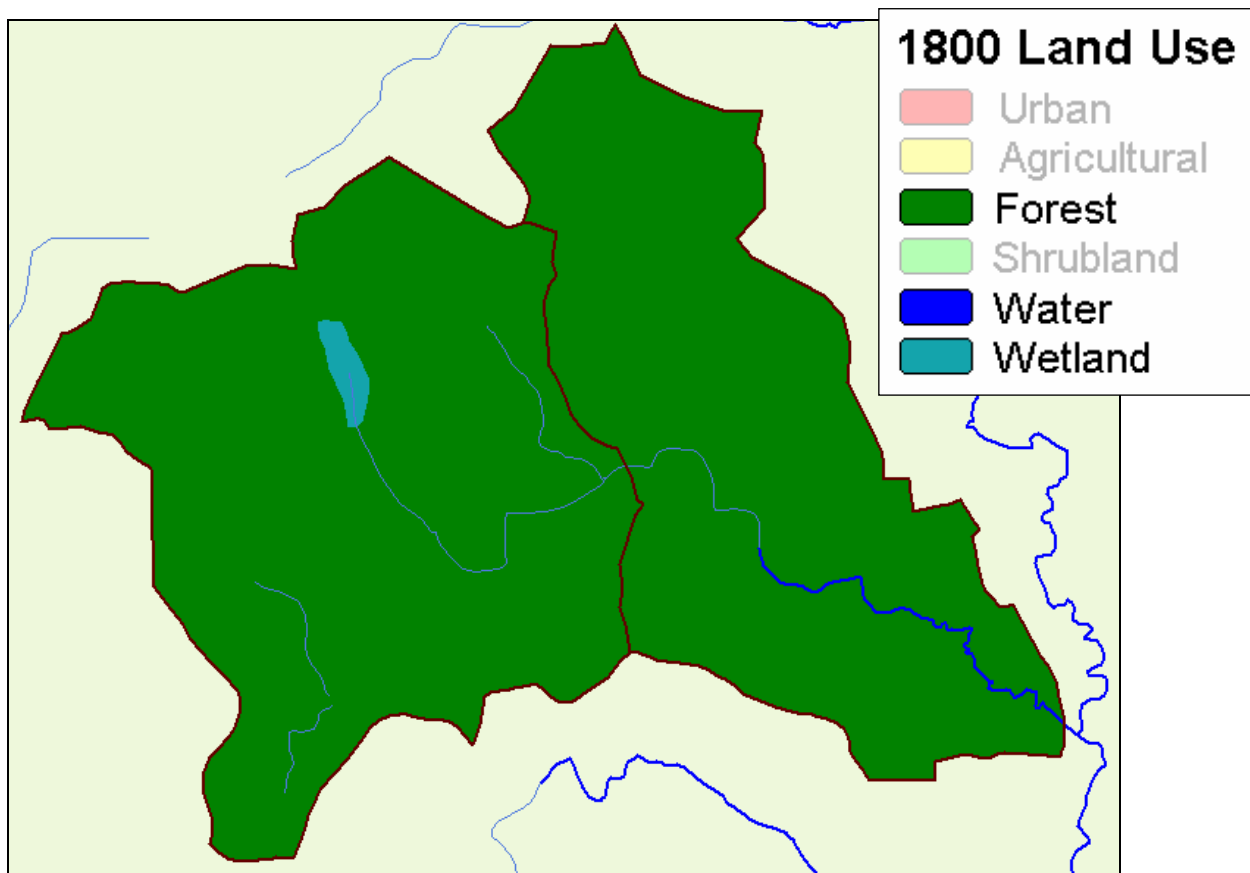 1800 Land Use
Urban
Agricultural
Forest
Shrubland
Water
Wetland